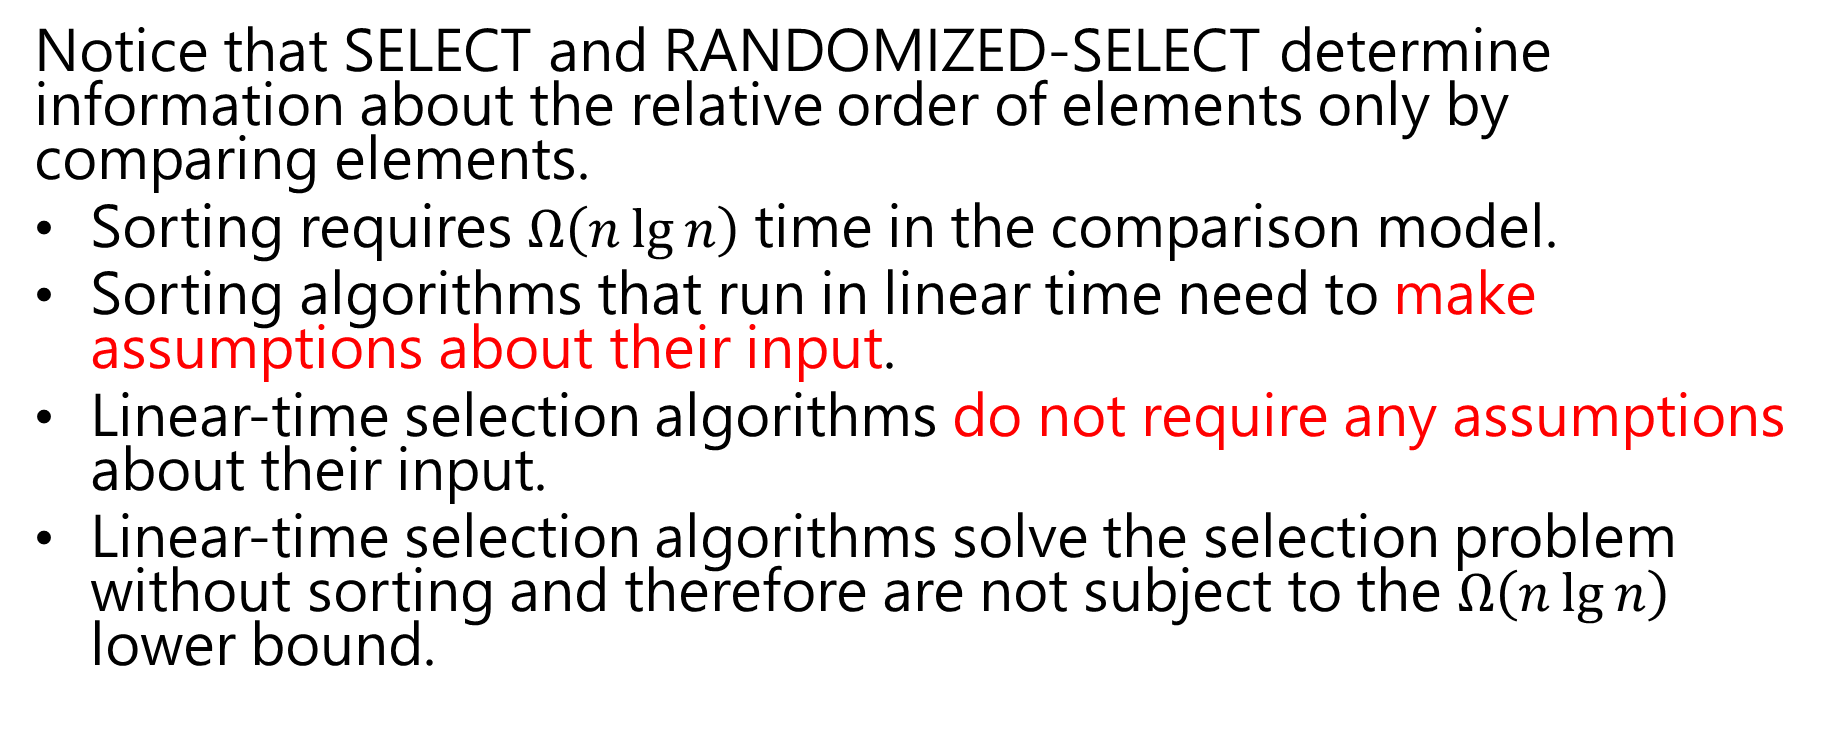 Notice that SELECT and RANDOMIZED-SELECT determine
information about the relative order of elements only by
comparing elements.
• Sorting requires Ω(n lg n) time in the comparison model.
• Sorting algorithms that run in linear time need to make
assumptions about their input.
• Linear-time selection algorithms do not require any assumptions
about their input.
• Linear-time selection algorithms solve the selection problem
without sorting and therefore are not subject to the Ω(n lg n)
lower bound.